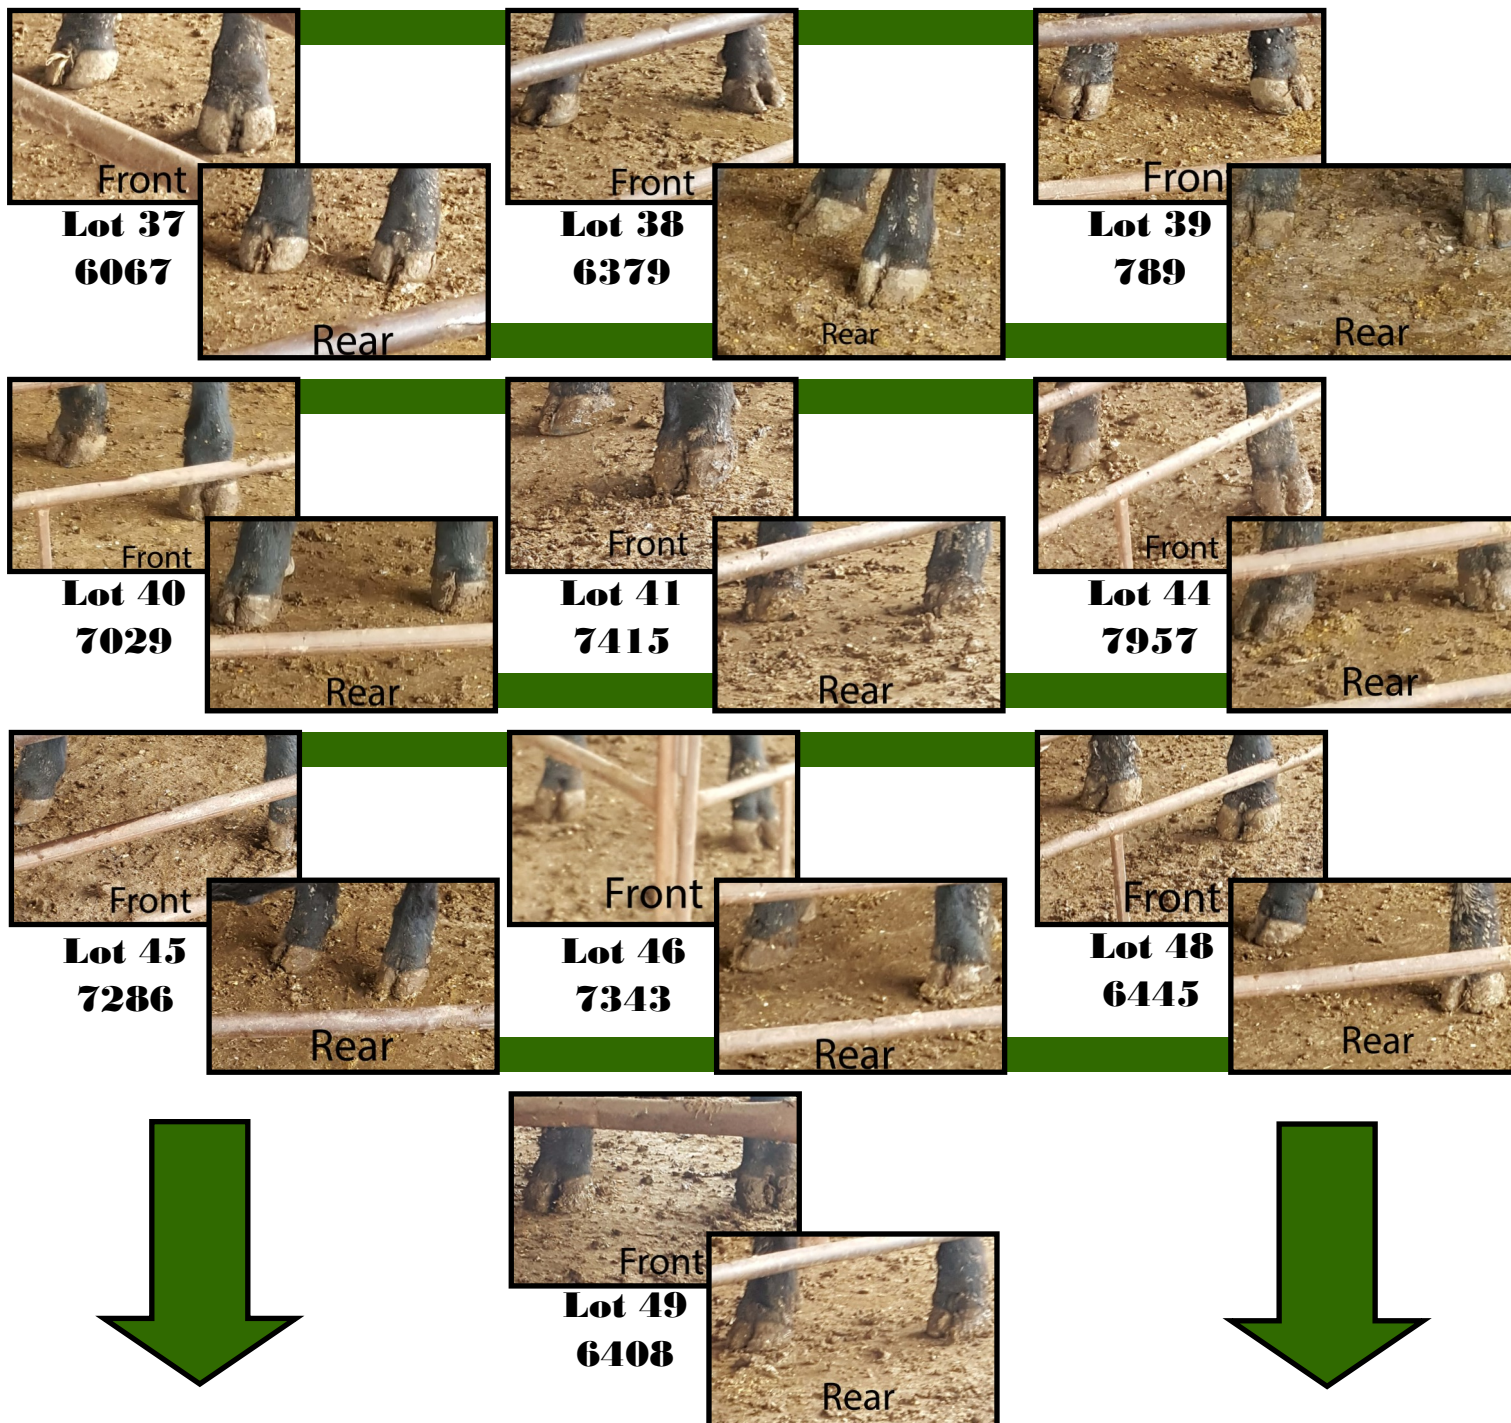 Front
Lot 37
6067
Rear
Front
Lot 38
6379
Rear
Fron
Lot 39
789
Rear
Front
Lot 40
7029
Rear
Front
Lot 41
7415
Rear
Front
Lot 44
7957
Rear
Front
Lot 45
7286
Rear
Front
Lot 46
7343
Rear
Front
Lot 48
6445
Rear
Front
Lot 49
6408
Rear